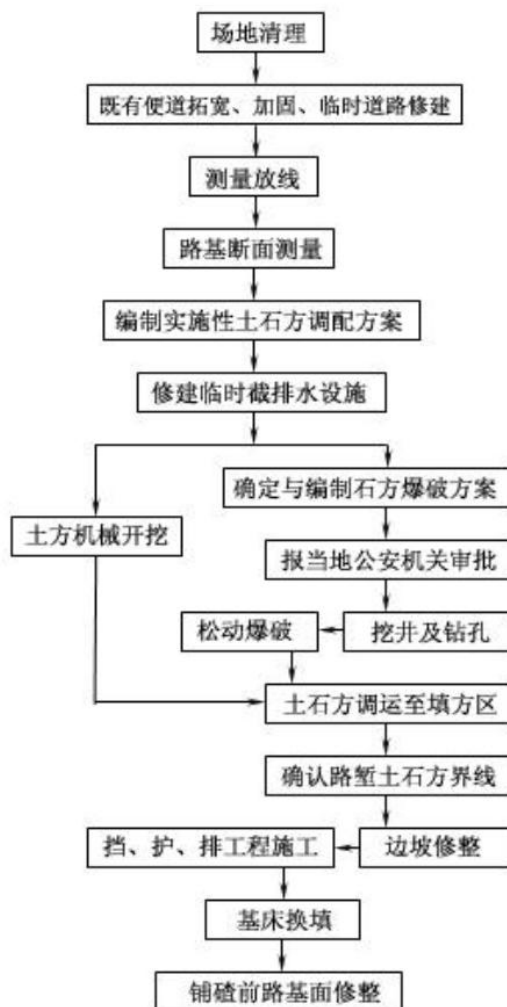 场地清理
既有便道拓宽、加固、临时道路修建
测量放线
路基断面测量
编制实施性土石方调配方案
修建临时截排水设施
确定与编制石方爆破方案
土方机械开挖
报当地公安机关审批
松动爆破
挖井及钻孔
土石方调运至填方区
确认路堑土石方界线
挡、护、排工程施工
边坡修整
基床换填
铺碴前路基面修整